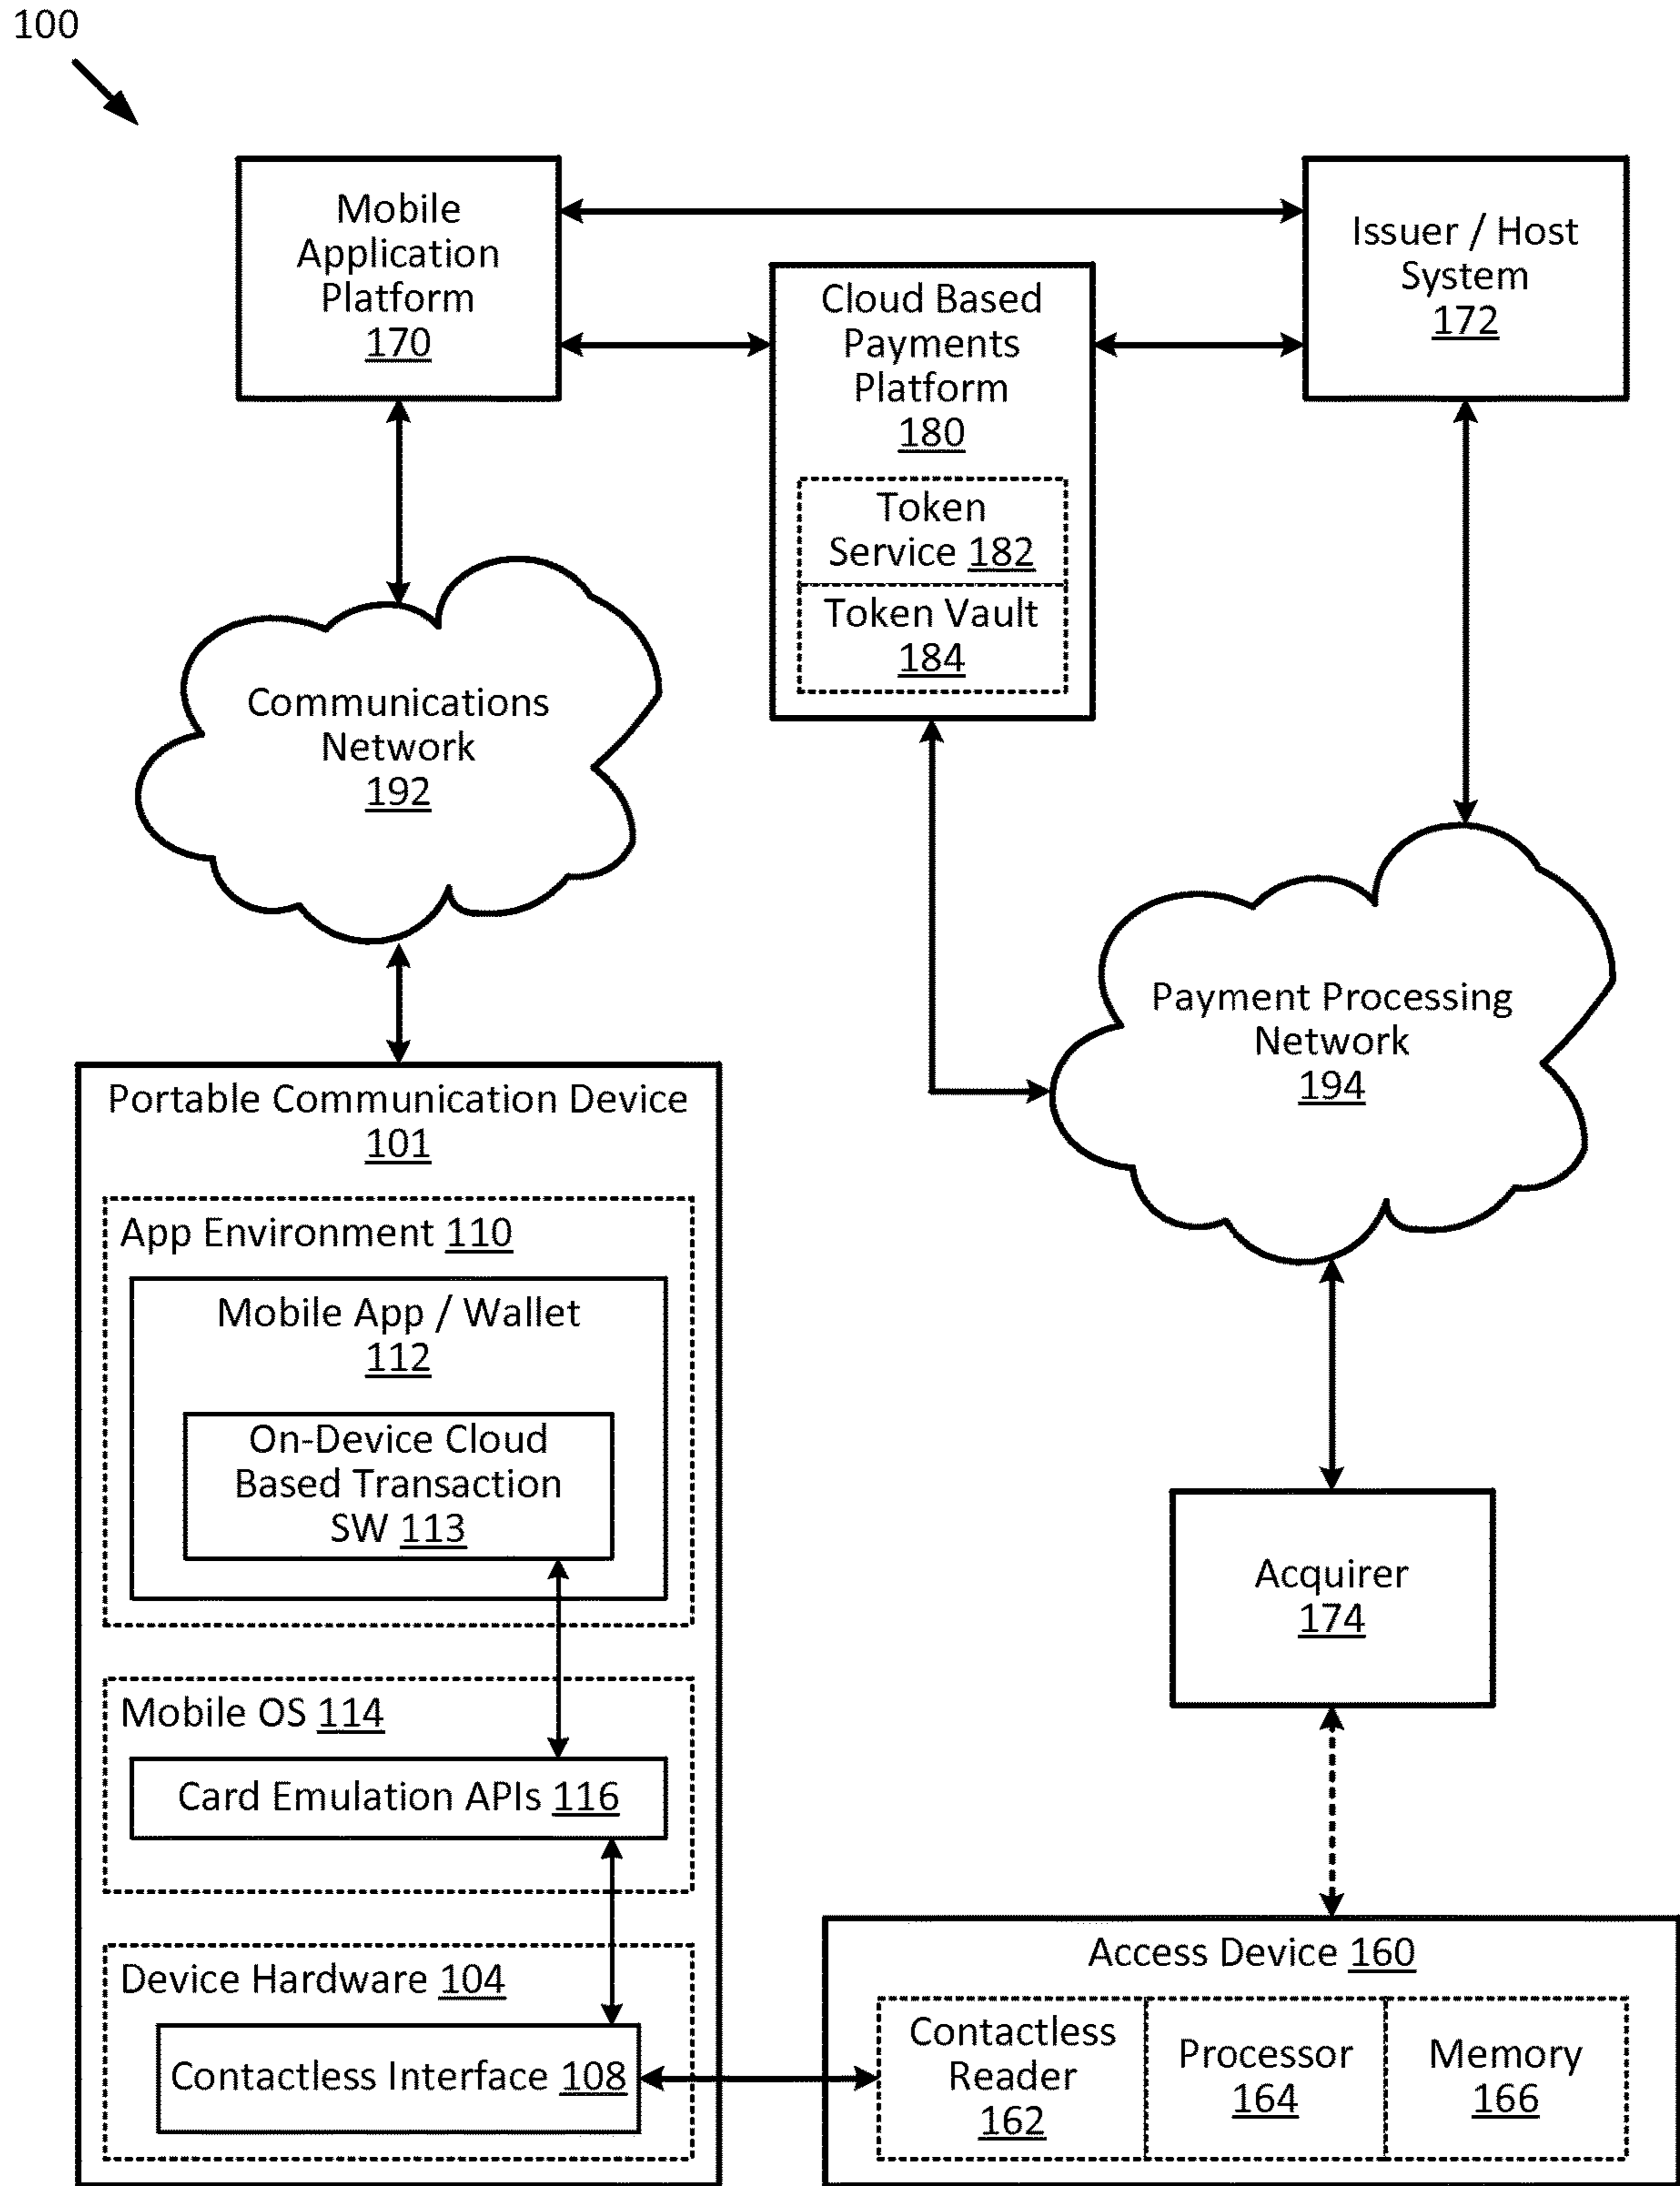 100
Mobile
Application
Platform
170
Issuer / Host
System
172
Cloud Based
Payments
Platform
180
Token
Service 182
Token Vault
184
Communications
Network
192
Payment Processing
Network
194
Portable Communication Device
101
App Environment 110
Mobile App / Wallet
112
On-Device Cloud
Based Transaction
SW 113
Mobile OS 114
Card Emulation APIs 116
Device Hardware 104
Contactless Interface 108
Acquirer
174
Access Device 160
Contactless
Reader
162
Processor
164
Memory
166